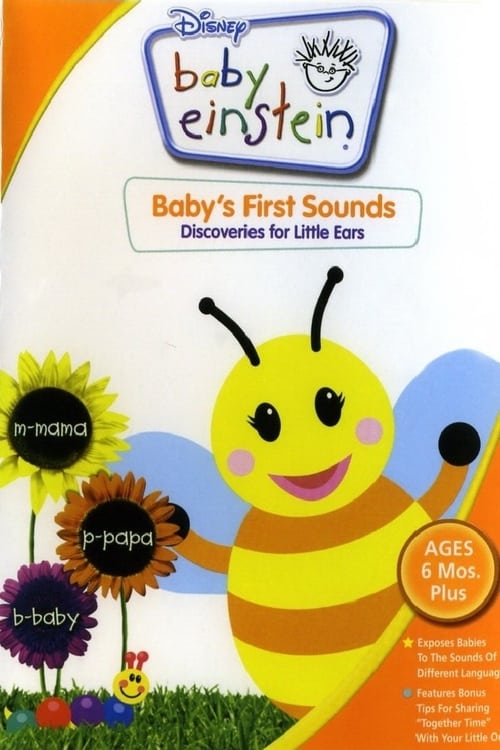 Disney
baby
einstein
Baby's First Sounds
Discoveries for Little Ears
m-mama
p-papa
b-baby
AGES
6 Mos.
Plus
Exposes Babies
To The Sounds Of
Different Languag
Features Bonus
Tips For Sharing
"Together Time"
With Your Little O